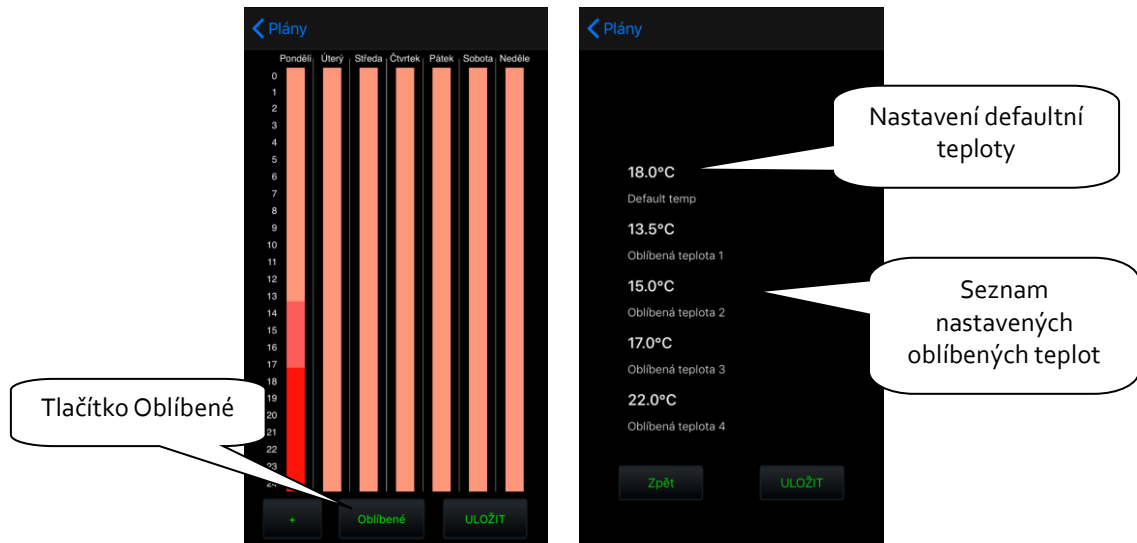 Plány
Pondělí Úterý Středa Čtvrtek Pátek Sobota Neděle
0
1
2
3
4
5
6
7
8
9
10
11
12
13
14
15
16
17
18
19
20
21
22
23
24
+ Oblíbené ULOŽIT
Tlačítko Oblíbené
Plány
18.0°C
Default temp
13.5°C
Oblíbená teplota 1
15.0°C
Oblíbená teplota 2
17.0°C
Oblíbená teplota 3
22.0°C
Oblíbená teplota 4
Zpět ULOŽIT
Nastavení defaultní
teploty
Seznam
nastavených
oblíbených teplot